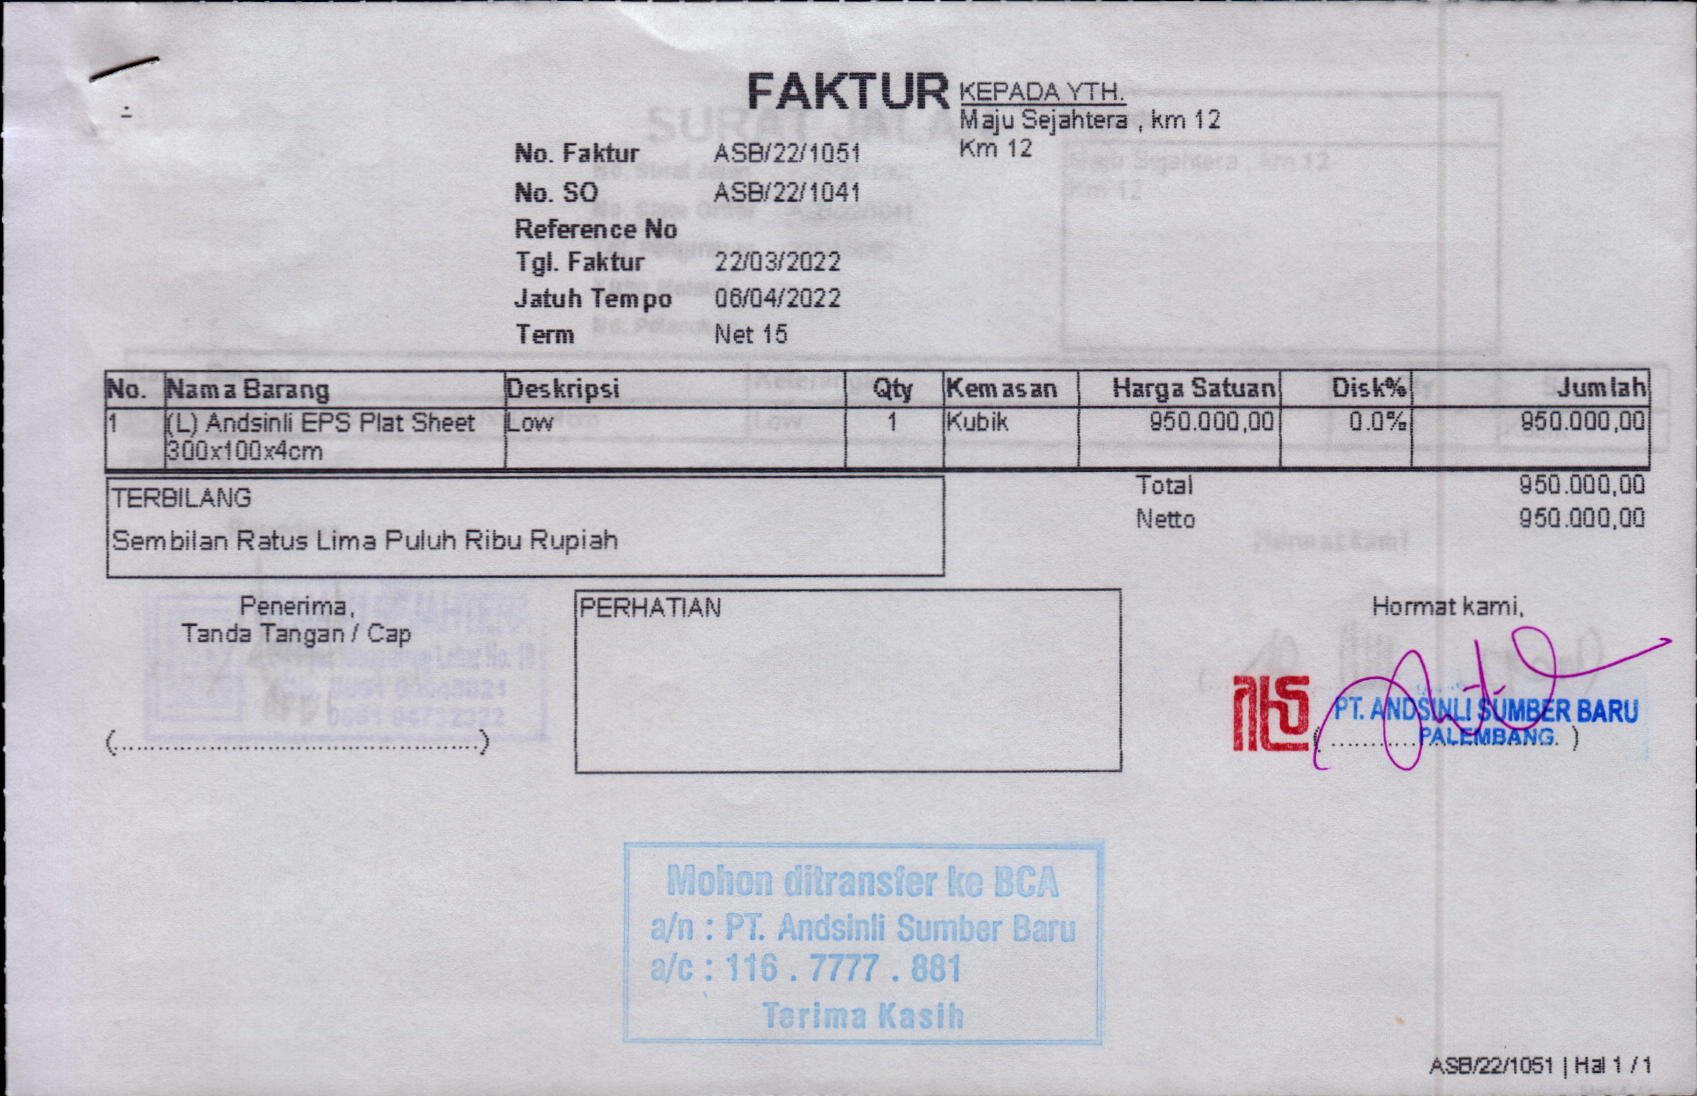 FAKTUR
KEPADA YTH.
Maju Sejahtera , km 12
Km 12
No. Faktur ASB/22/1051
No. SO ASB/22/1041
Reference No
Tgl. Faktur 22/03/2022
Jatuh Tempo 06/04/2022
Term Net 15
No. Nama Barang Deskripsi Qty Kemasan Harga Satuan Disk% Jumlah
1 (L) Andsinli EPS Plat Sheet Low 1 Kubik 950.000,00 0.0% 950.000,00
300x100x4cm
Total 950.000,00
Netto 950.000,00
TERBILANG
Sembilan Ratus Lima Puluh Ribu Rupiah
Penerima,
Tanda Tangan / Cap
(................................................)
PERHATIAN
Hormat kami,
PT. ANDSINLI SUMBER BARU
PALEMBANG
Mohon ditransfer ke BCA
a/n : PT. Andsinli Sumber Baru
a/c : 116 . 7777 . 881
Terima Kasih
ASB/22/1051 | Hal 1 / 1